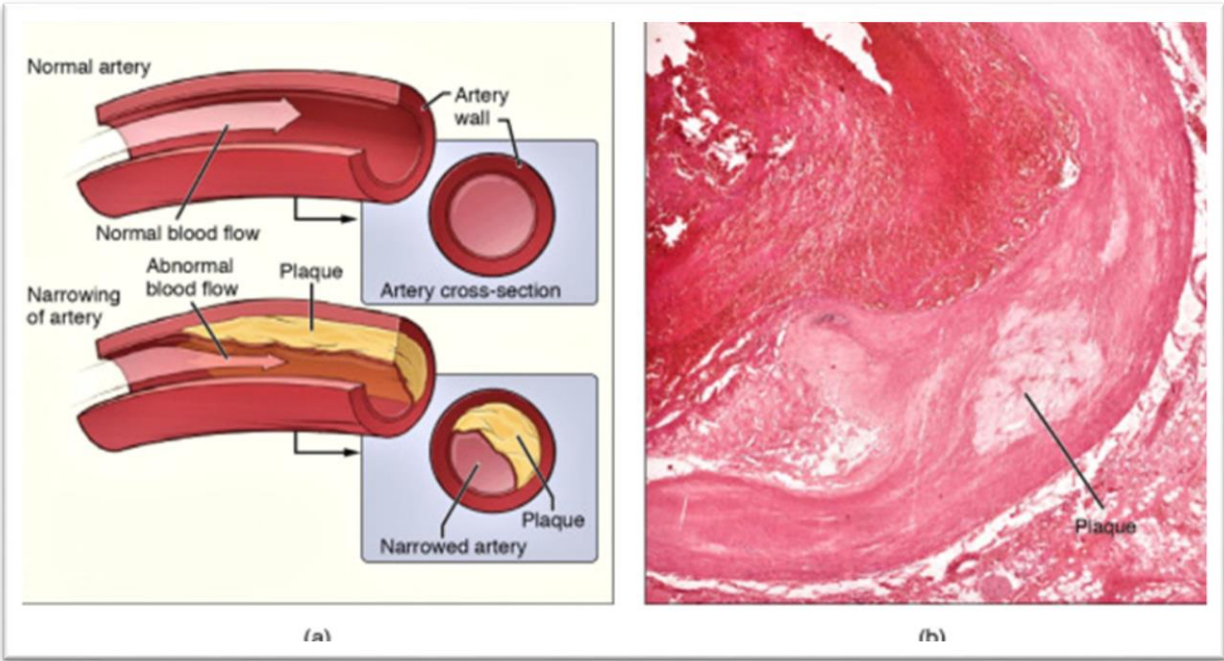 Normal artery
Artery
wall
Normal blood flow
Artery cross-section
Abnormal
blood flow
Plaque
Narrowing
of artery
Plaque
Narrowed artery
Plaque
(a)
(b)